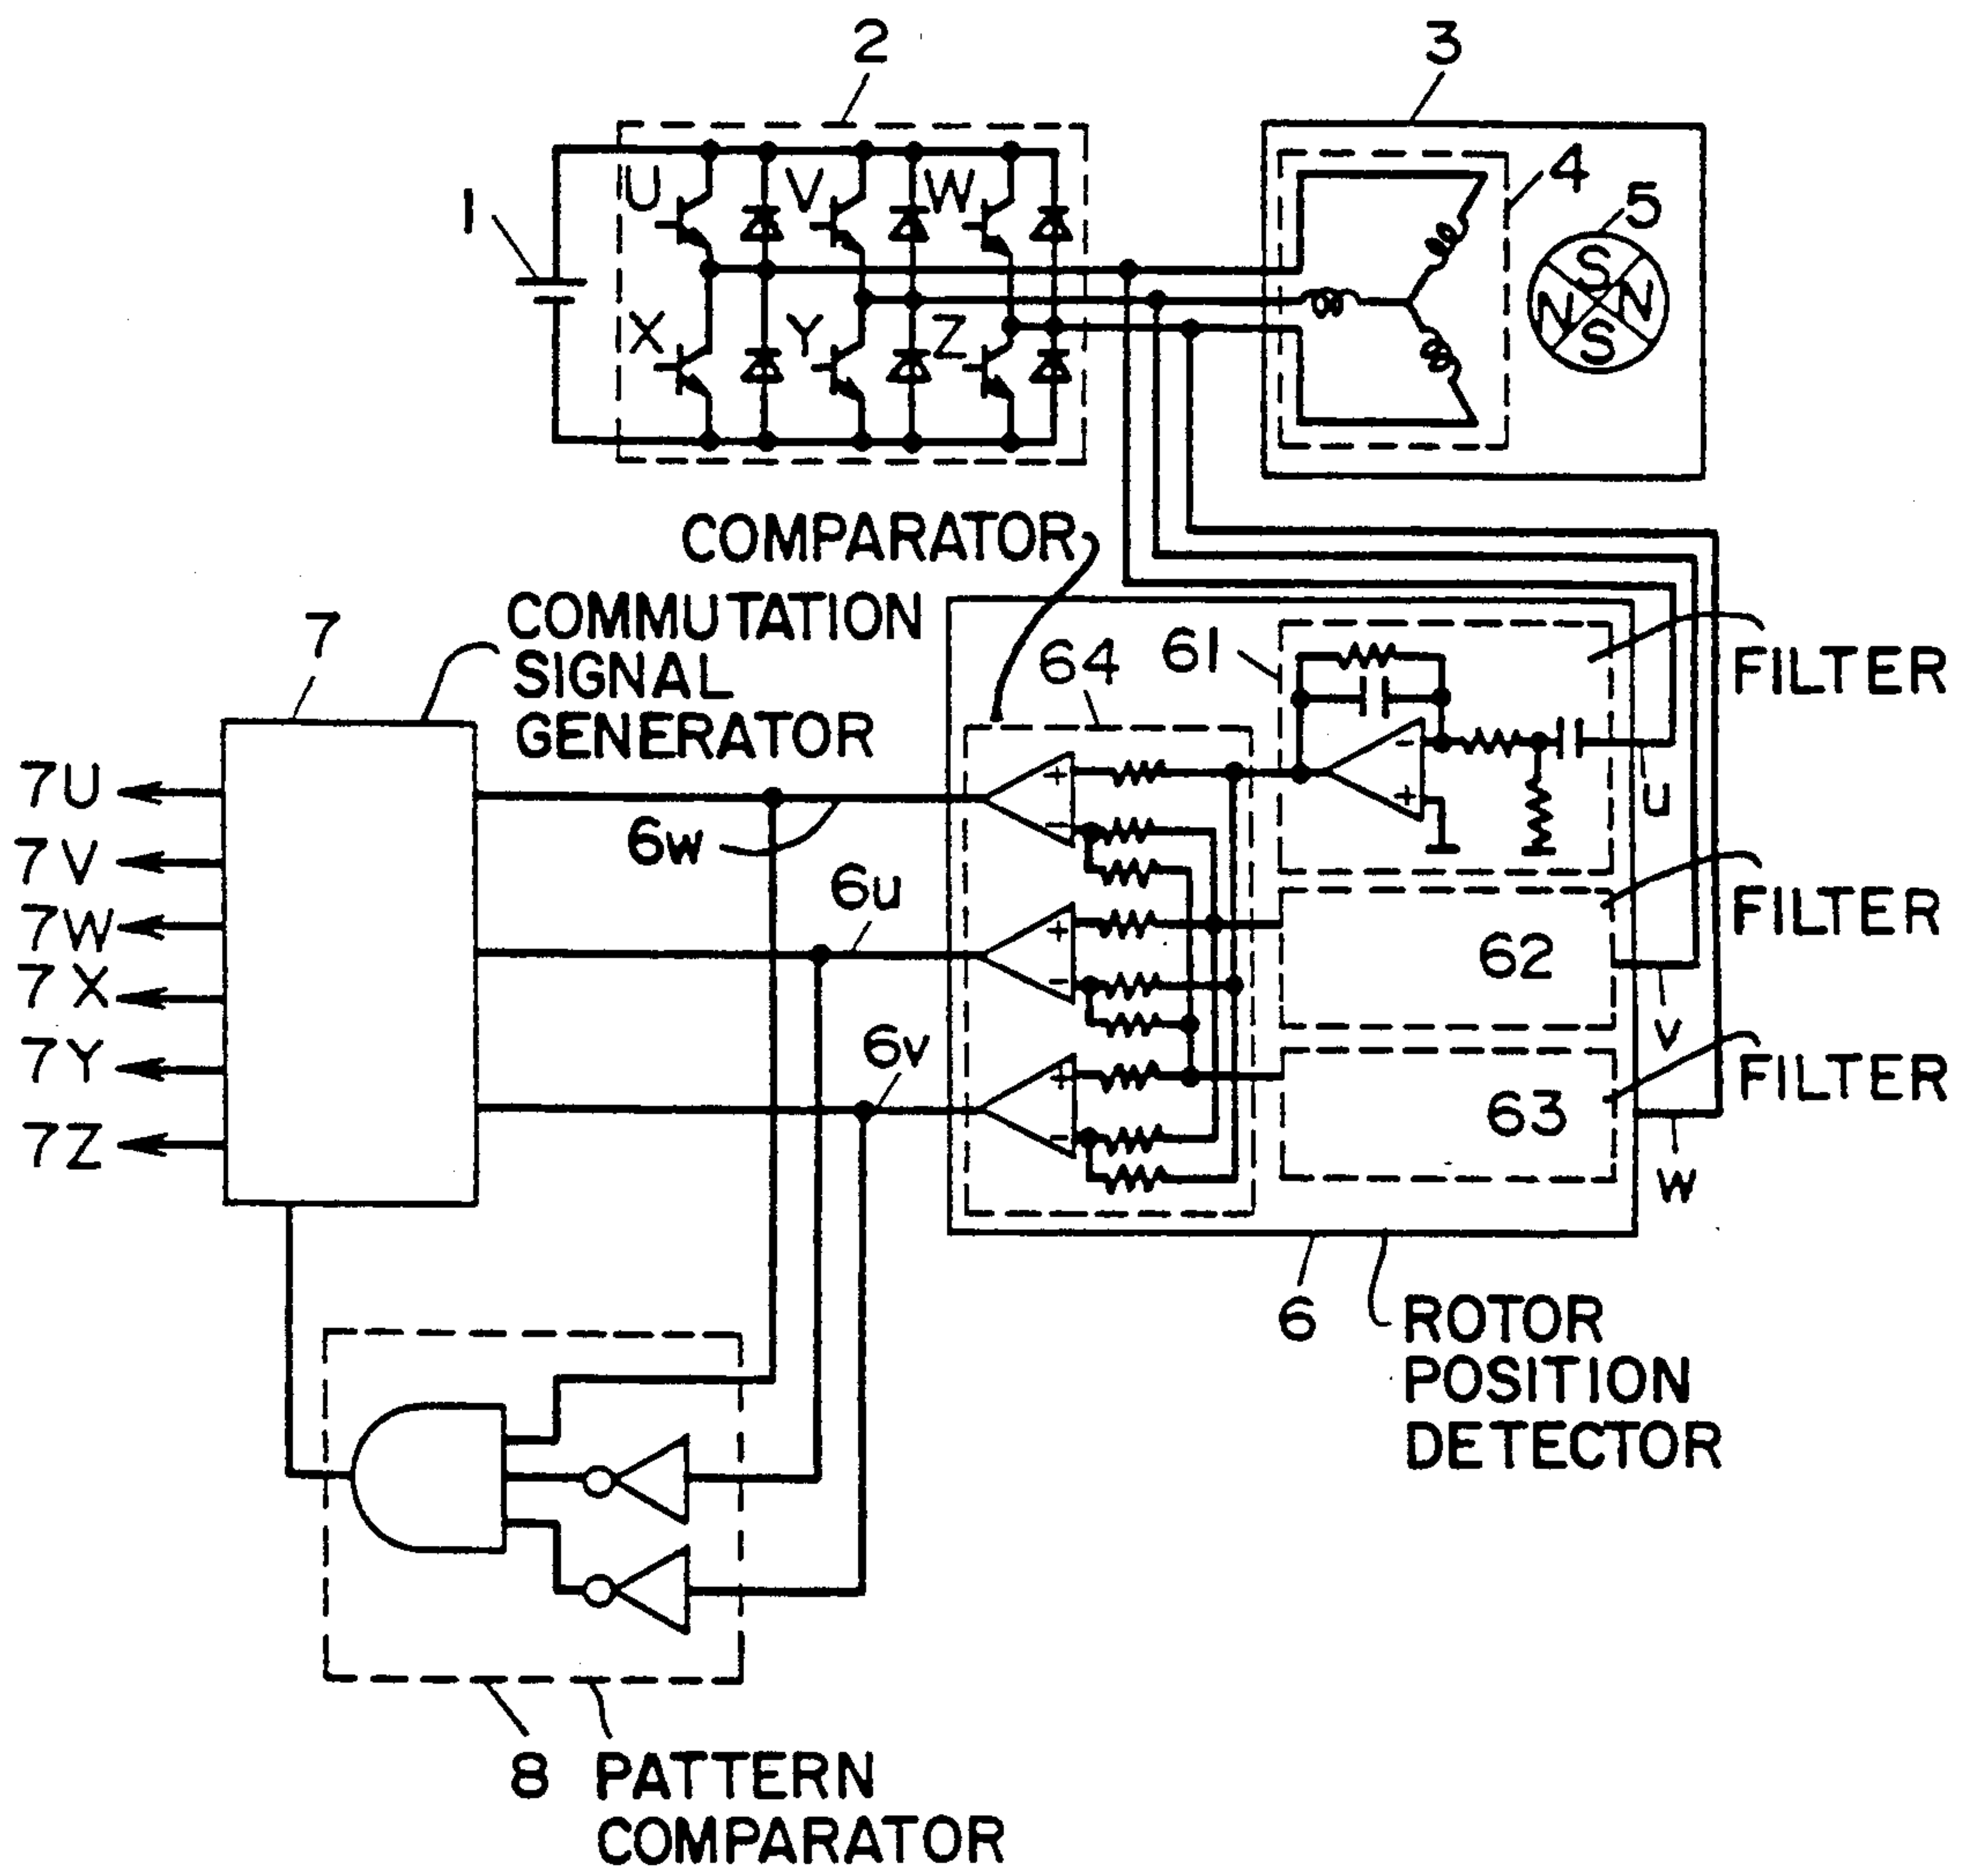 2
3
1
U
V
W
X
Y
Z
4
5
S
N
N
S
COMPARATOR
7
COMMUTATION
SIGNAL
GENERATOR
64
61
FILTER
7U
7V
7W
7X
7Y
7Z
6w
6u
6v
+
-
+
-
+
-
-
+
u
FILTER
62
v
FILTER
63
w
6
ROTOR
POSITION
DETECTOR
8
PATTERN
COMPARATOR